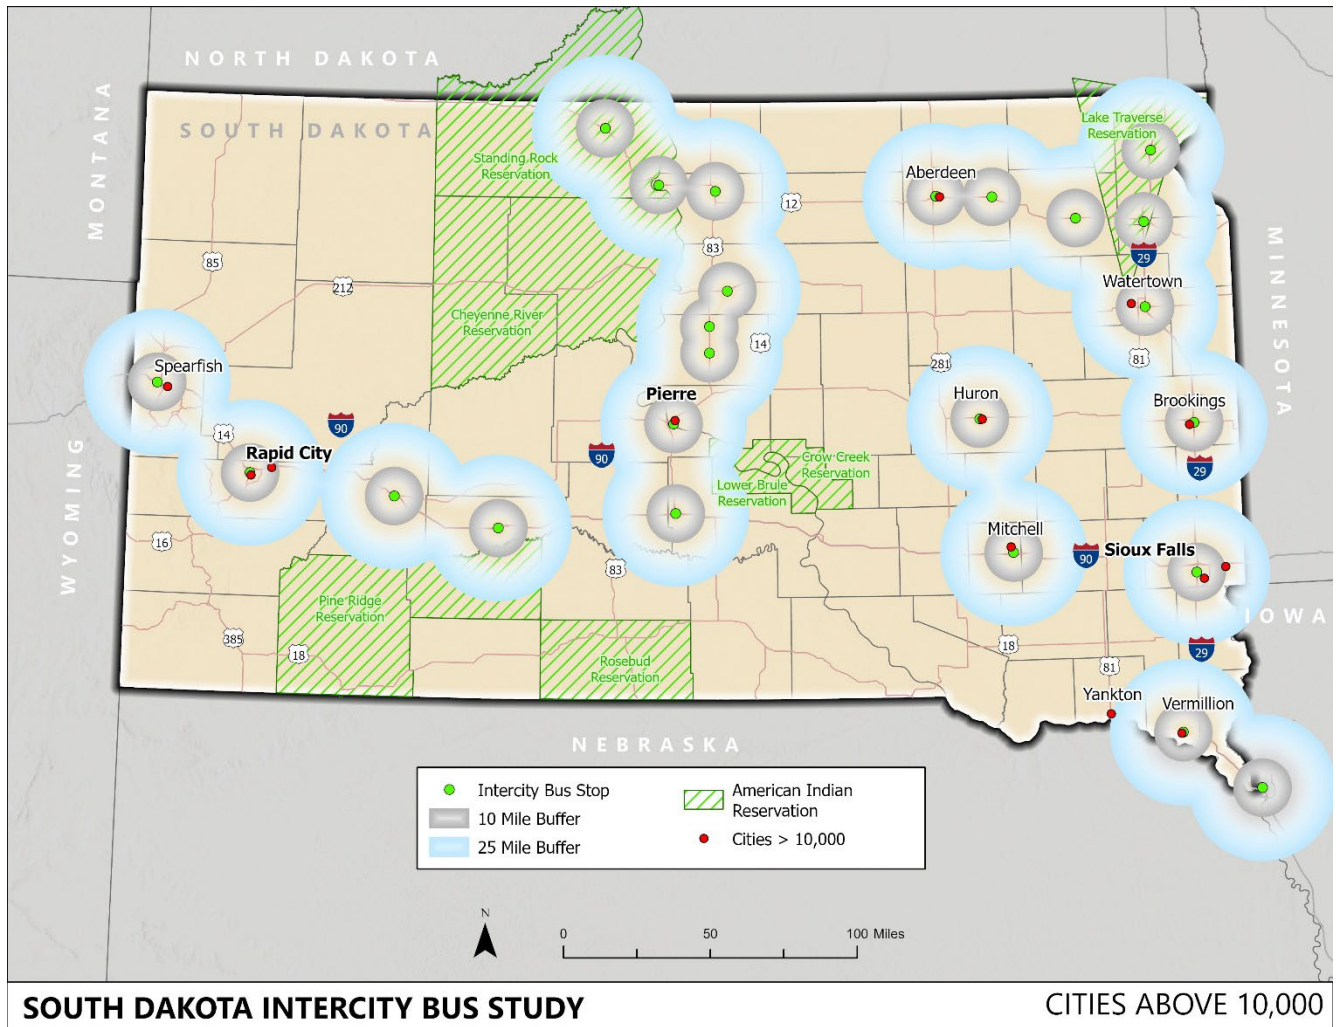 NORTH DAKOTA
SOUTH DAKOTA
MONTANA
WYOMING
MINNESOTA
IOWA
NEBRASKA
Standing Rock
Reservation
Lake Traverse
Reservation
Aberdeen
12
83
29
85
212
Watertown
Cheyenne River
Reservation
14
81
281
Spearfish
Huron
Brookings
Pierre
14
90
Rapid City
90
29
Crow Creek
Reservation
Lower Brule
Reservation
Mitchell
90
Sioux Falls
16
83
Pine Ridge
Reservation
385
18
Rosebud
Reservation
18
81
29
Yankton
Vermillion
Intercity Bus Stop
10 Mile Buffer
25 Mile Buffer
American Indian
Reservation
Cities > 10,000
N
0 50 100 Miles
SOUTH DAKOTA INTERCITY BUS STUDY
CITIES ABOVE 10,000